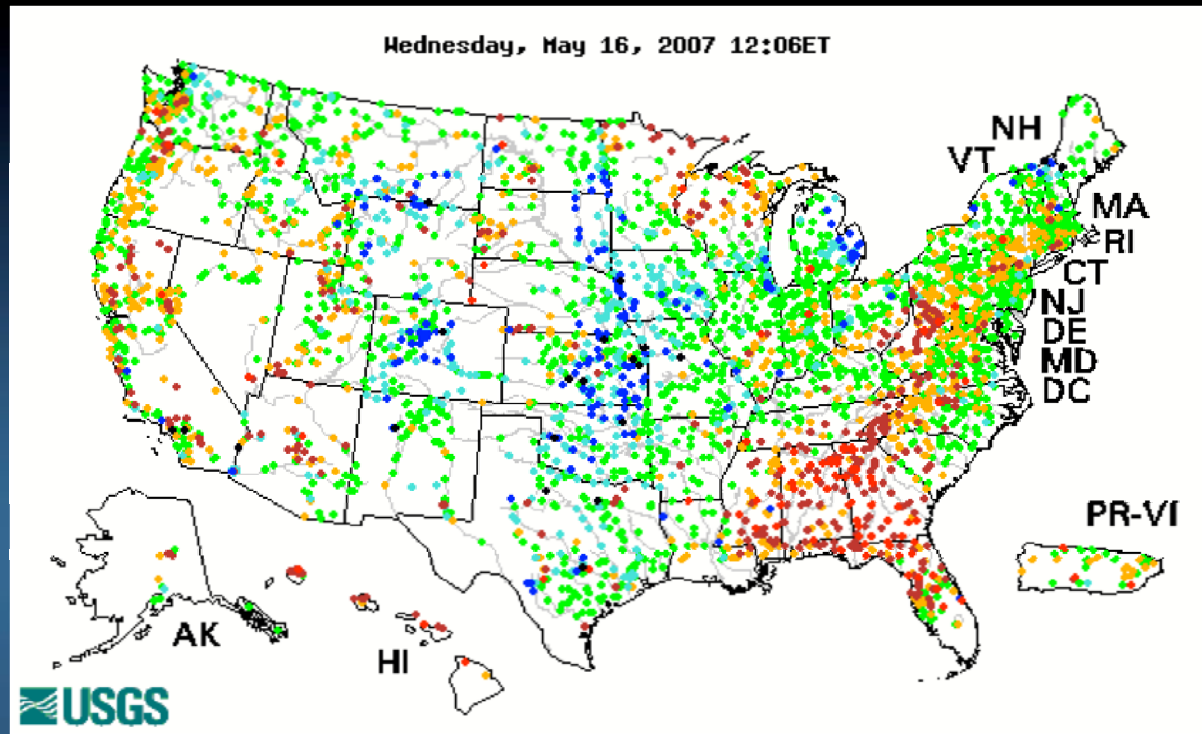 Wednesday, May 16, 2007 12:06ET
NH
VT
MA
RI
CT
NJ
DE
MD
DC
PR-VI
AK
HI
USGS